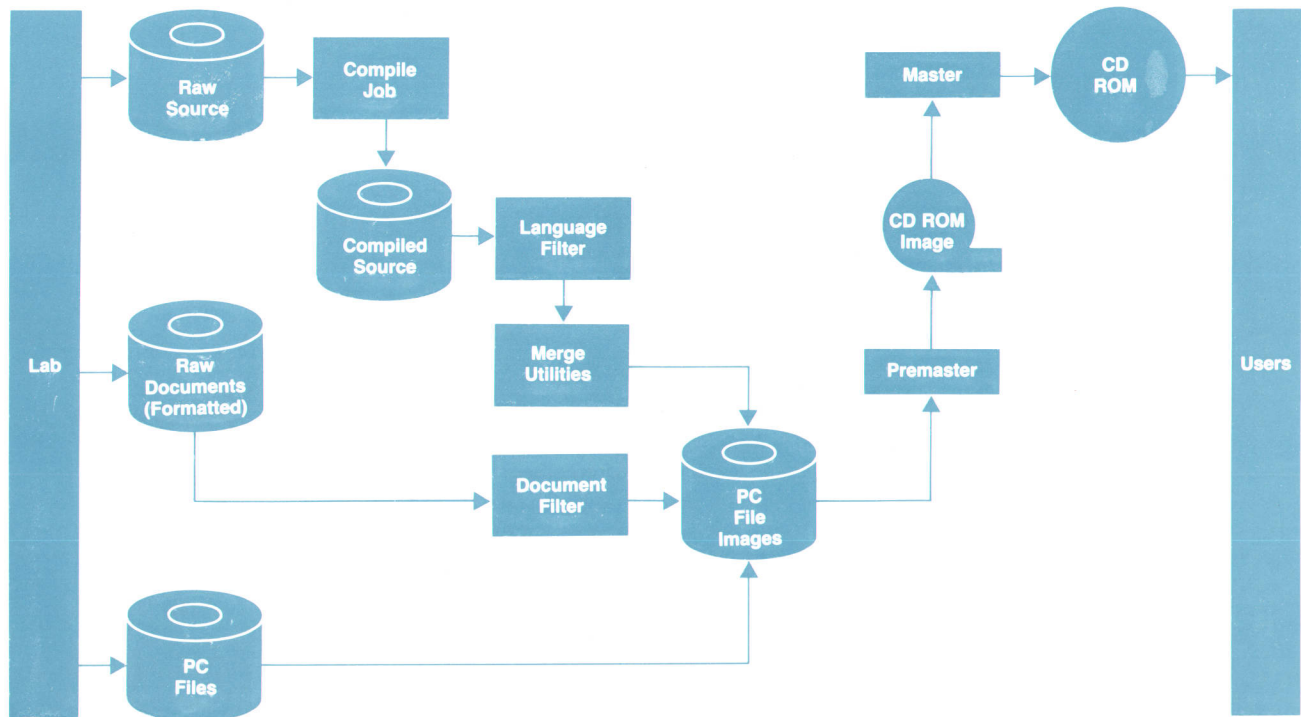 Lab
Raw
Source
Compile
Job
Compiled
Source
Language
Filter
Merge
Utilities
Raw
Documents
(Formatted)
Document
Filter
PC
Files
PC
File
Images
Premaster
CD ROM
Image
Master
CD
ROM
Users